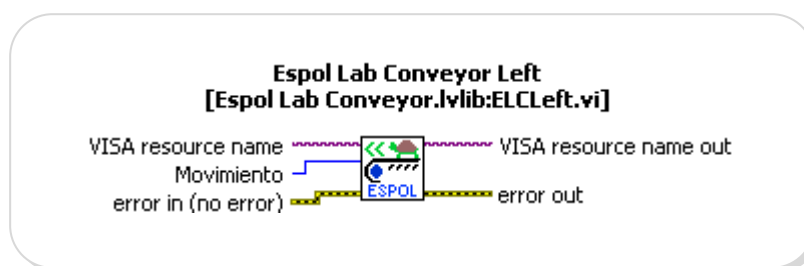 Espol Lab Conveyor Left
[Espol Lab Conveyor.lvlib:ELCLeft.vi]
VISA resource name
VISA resource name out
Movimiento
error in (no error)
ESPOL
error out